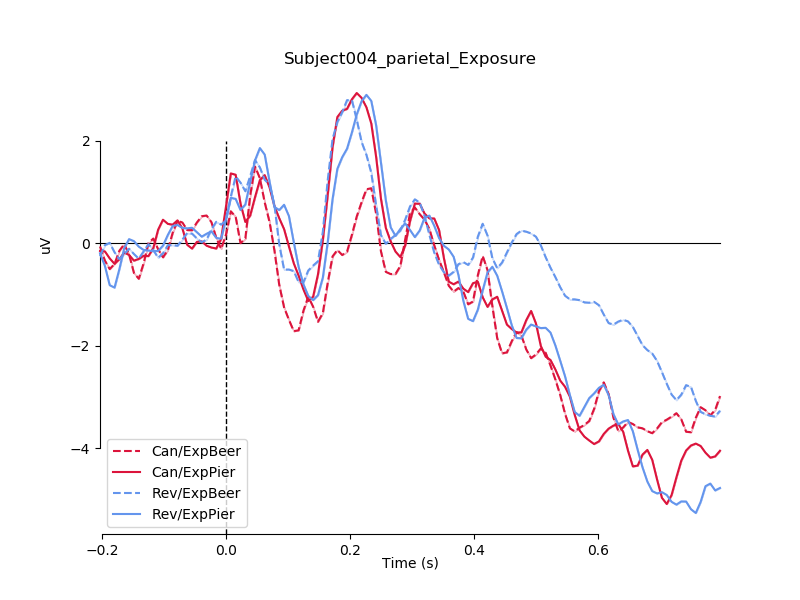 Subject004_parietal_Exposure
uV
2
0
−2
−4
Can/ExpBeer
Can/ExpPier
Rev/ExpBeer
Rev/ExpPier
−0.2 0.0 0.2 0.4 0.6
Time (s)